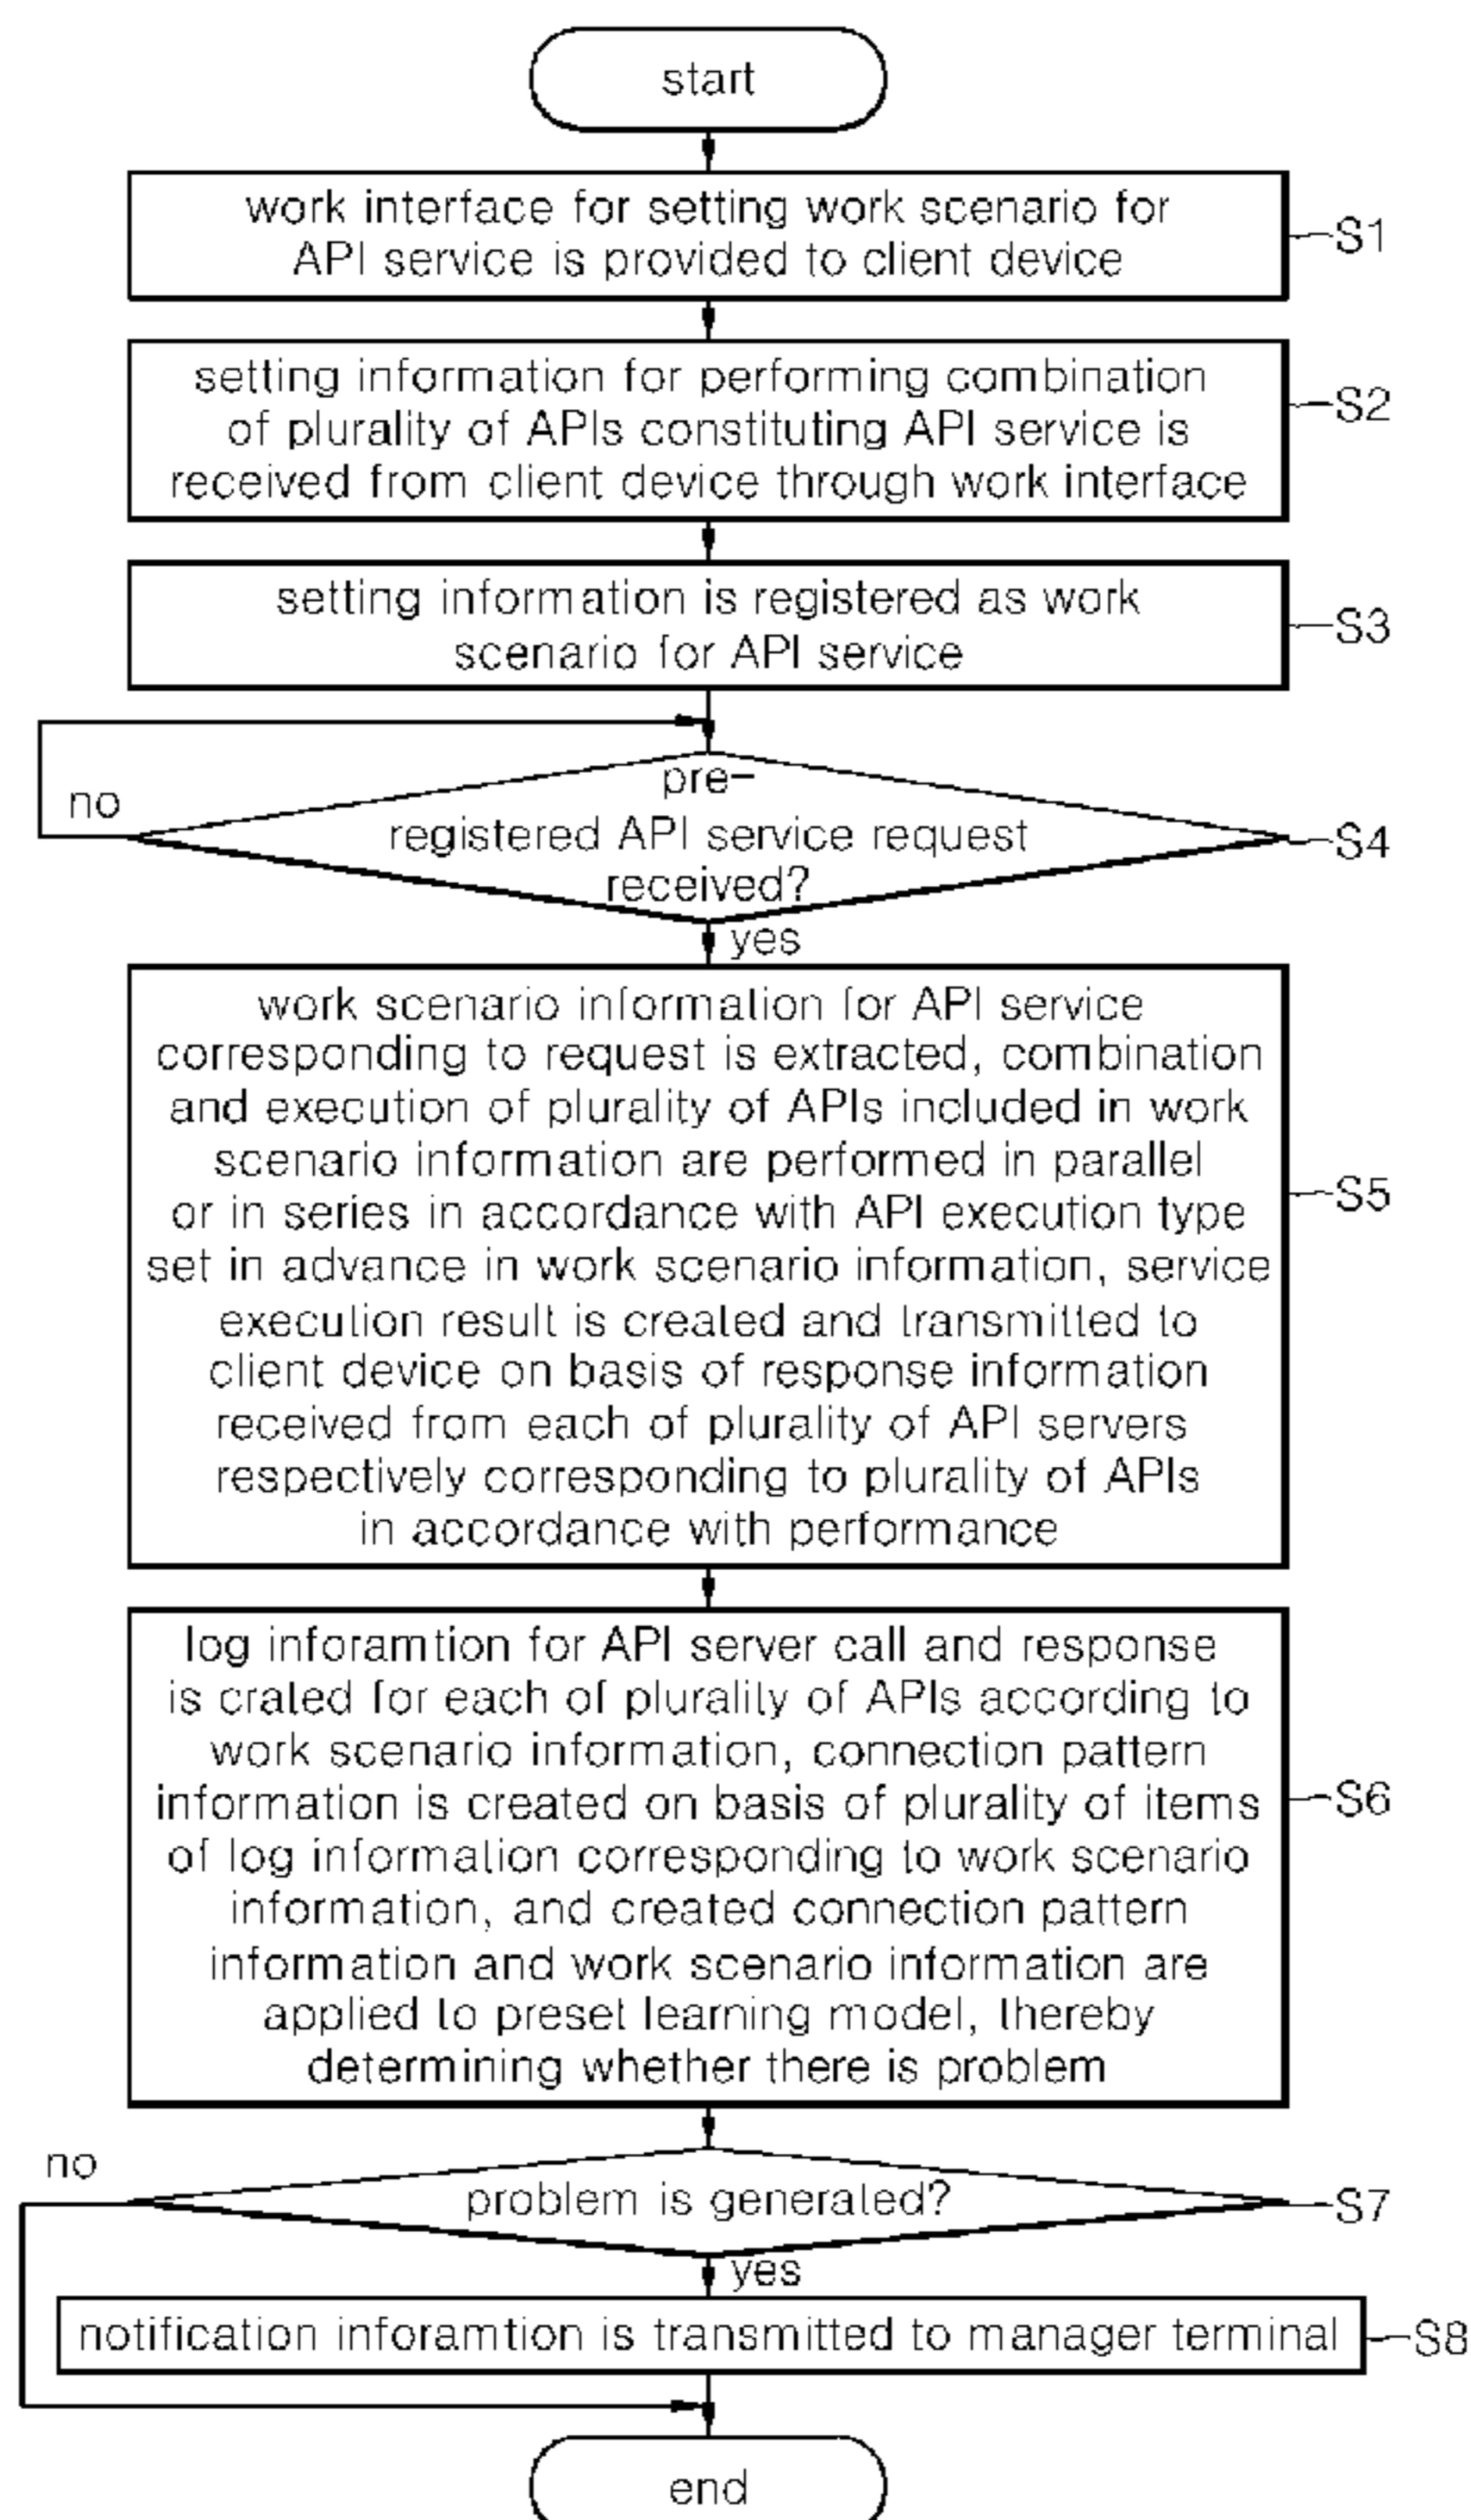 start
work interface for setting work scenario for
API service is provided to client device
S1
setting information for performing combination
of plurality of APIs constituting API service is
received from client device through work interface
S2
setting information is registered as work
scenario for API service
S3
pre-
registered API service request
received?
no
S4
yes
work scenario information for API service
corresponding to request is extracted, combination
and execution of plurality of APIs included in work
scenario information are performed in parallel
or in series in accordance with API execution type
set in advance in work scenario information, service
execution result is created and transmitted to
client device on basis of response information
received from each of plurality of API servers
respectively corresponding to plurality of APIs
in accordance with performance
S5
log inforamtion for API server call and response
is crated for each of plurality of APIs according to
work scenario information, connection pattern
information is created on basis of plurality of items
of log information corresponding to work scenario
information, and created connection pattern
information and work scenario information are
applied to preset learning model, thereby
determining whether there is problem
S6
no
problem is generated?
S7
yes
notification inforamtion is transmitted to manager terminal
S8
end